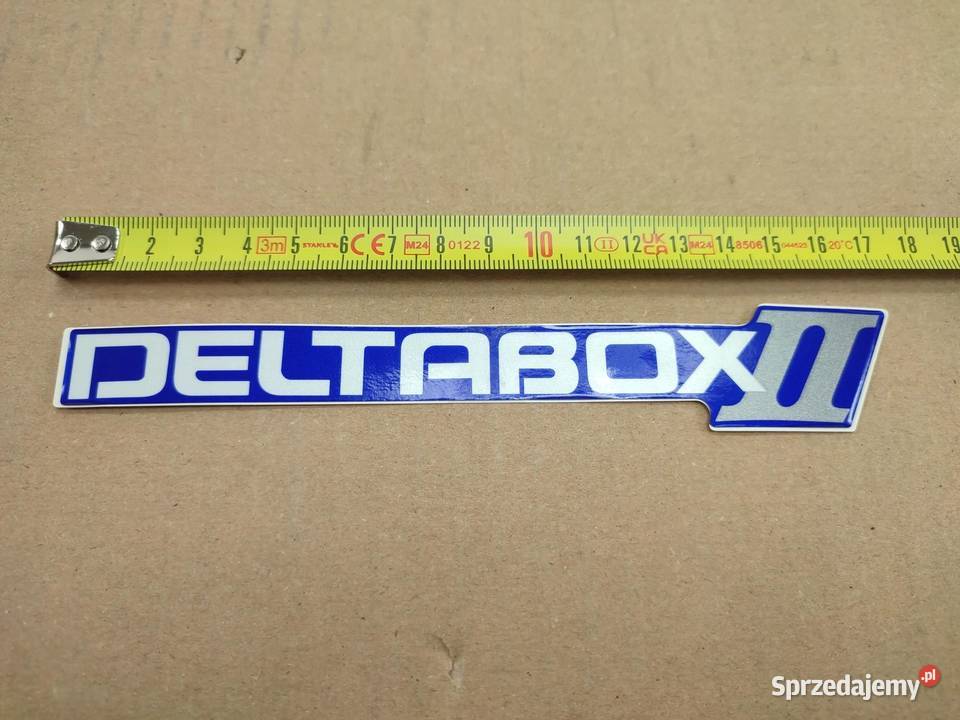 2 3 4 3m 5 STANLEY 6 CE 7 M24 8 0122 9 10 11 II 12 UK CA 13 M24 14 8506 15 044523 16 20°C 17 18 19
DELTABOX II
Sprzedajemy.pl